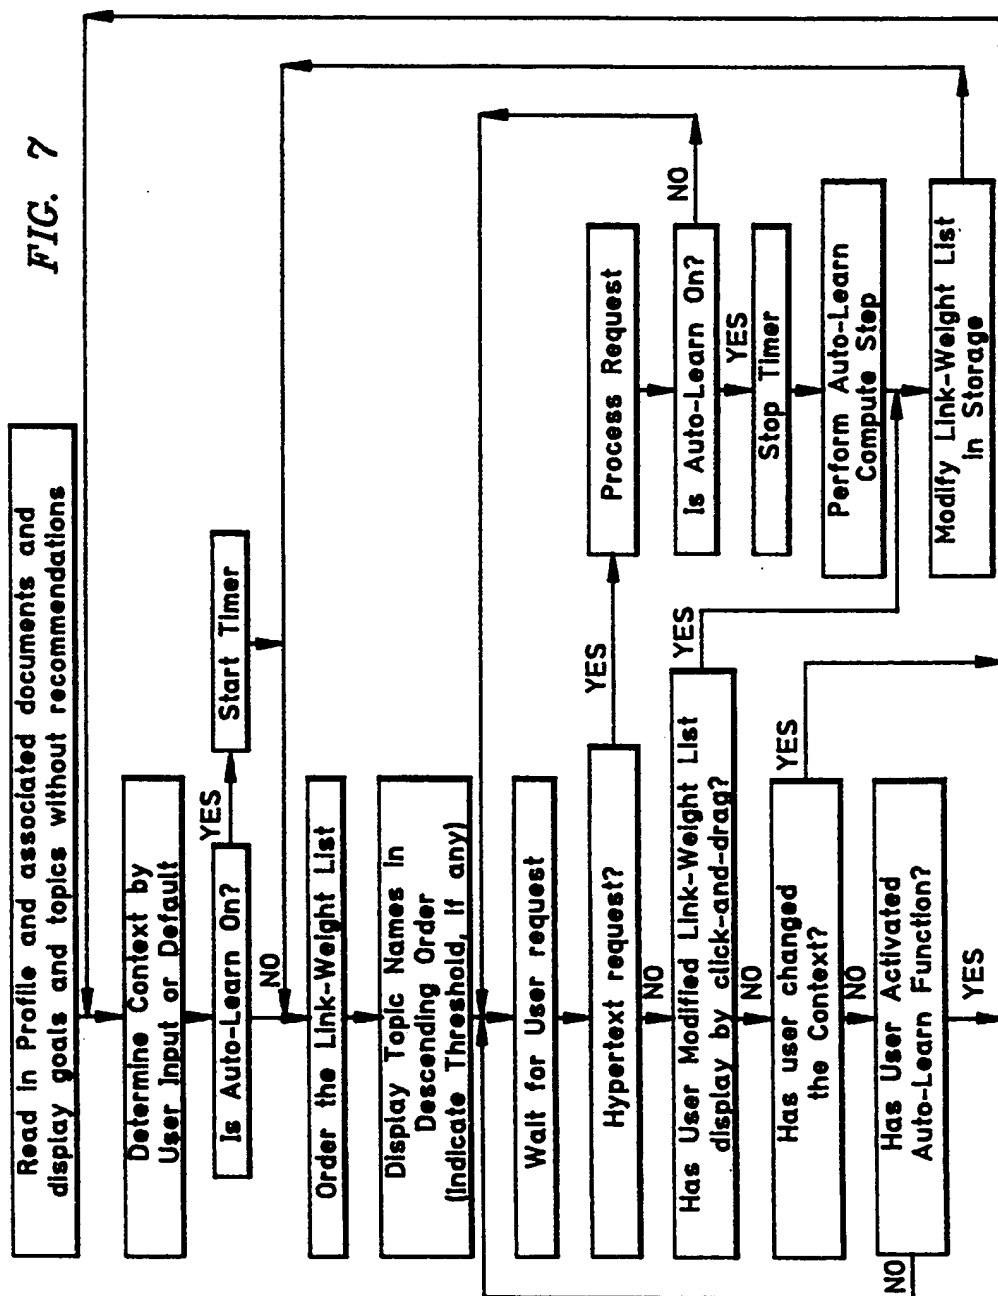 FIG. 7
Read in Profile and associated documents and
display goals and topics without recommendations
Determine Context by
User Input or Default
Is Auto-Learn On?
YES
Start Timer
NO
Order the Link-Weight List
Display Topic Names in
Descending Order
(Indicate Threshold, if any)
Wait for User request
Hypertext request?
YES
Process Request
NO
Is Auto-Learn On?
NO
YES
Stop Timer
Perform Auto-Learn
Compute Step
Modify Link-Weight List
in Storage
Has User Modified Link-Weight List
display by click-and-drag?
YES
NO
Has user changed
the Context?
YES
NO
Has User Activated
Auto-Learn Function?
NO
YES